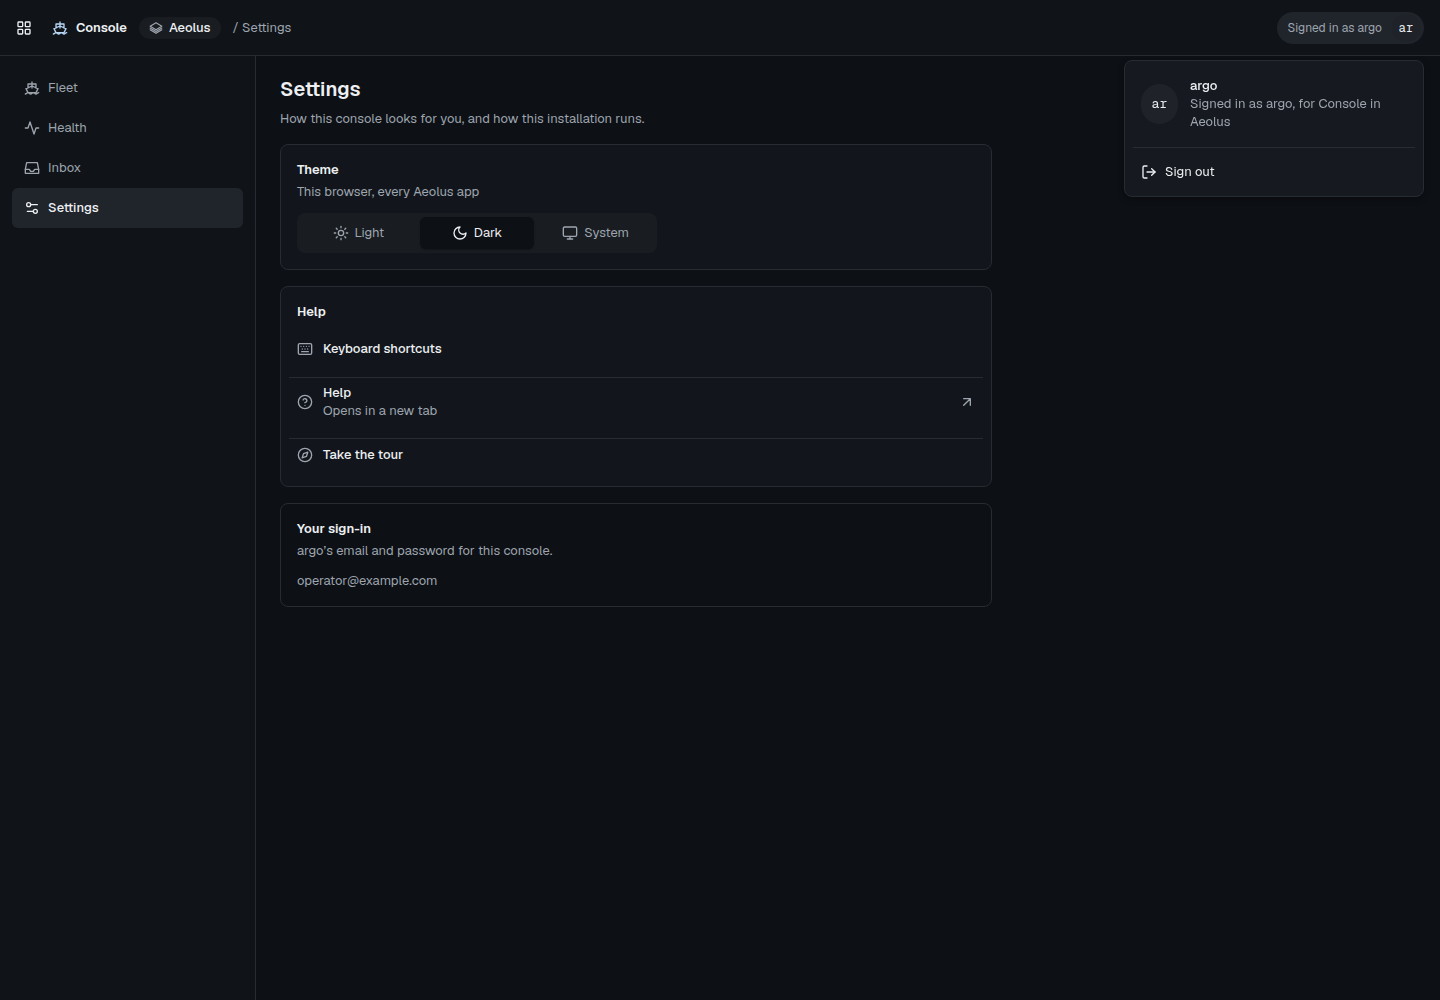 Console Aeolus / Settings Signed in as argo ar
Fleet
Health
Inbox
Settings
Settings
How this console looks for you, and how this installation runs.
Theme
This browser, every Aeolus app
Light Dark System
Help
Keyboard shortcuts
Help
Opens in a new tab
Take the tour
Your sign-in
argo's email and password for this console.
operator@example.com
ar
argo
Signed in as argo, for Console in
Aeolus
Sign out